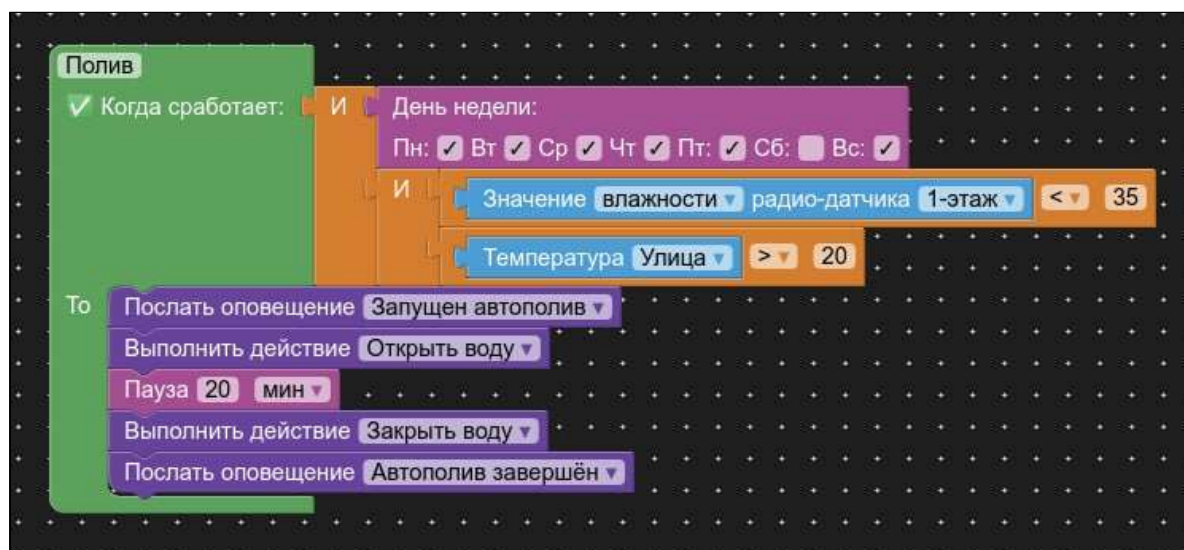 Полив
Когда сработает: И День недели:
Пн: Вт Ср Чт Пт: Сб: Вс:
И Значение влажности радио-датчика 1-этаж < 35
Температура Улица > 20
То Послать оповещение Запущен автополив
Выполнить действие Открыть воду
Пауза 20 мин
Выполнить действие Закрыть воду
Послать оповещение Автополив завершён